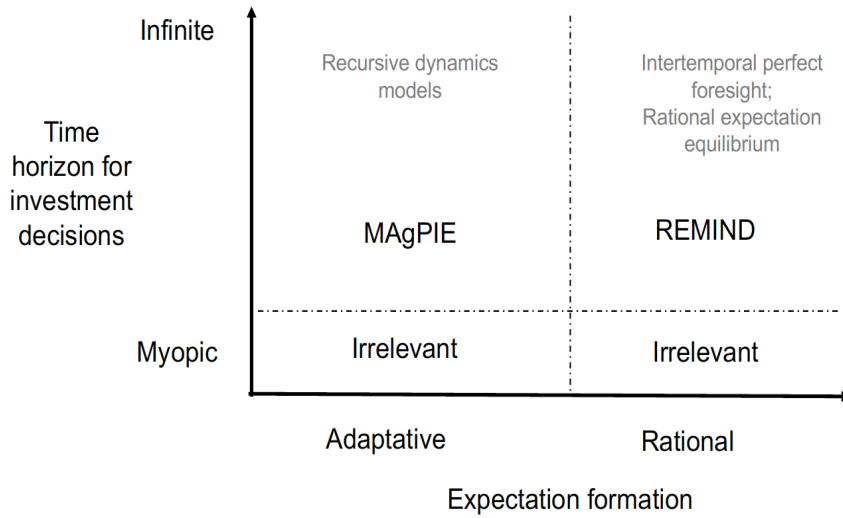 Infinite
Recursive dynamics
models
Intertemporal perfect
foresight;
Rational expectation
equilibrium
Time
horizon for
investment
decisions
MAgPIE
REMIND
Myopic
Irrelevant
Irrelevant
Adaptative
Rational
Expectation formation